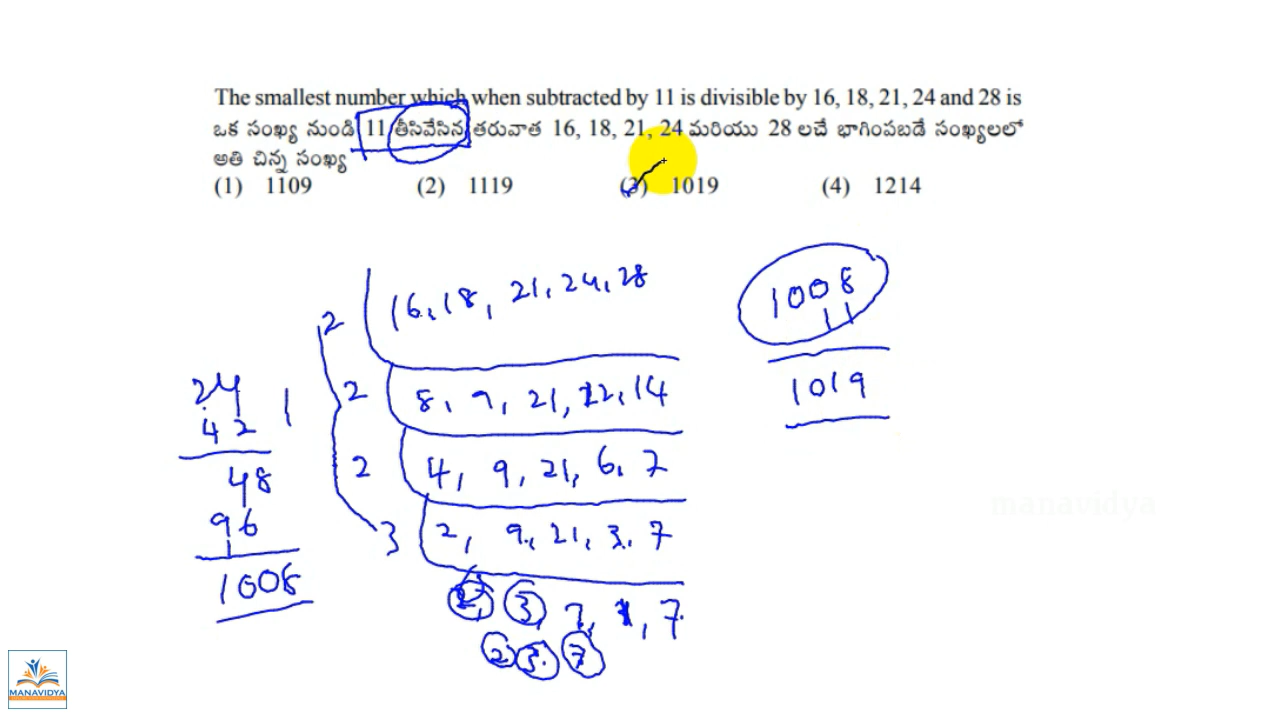 The smallest number which when subtracted by 11 is divisible by 16, 18, 21, 24 and 28 is
ఒక సంఖ్య నుండి 11 తీసివేసిన తరువాత 16, 18, 21, 24 మరియు 28 లచే భాగింపబడే సంఖ్యలలో
అతి చిన్న సంఖ్య
(1) 1109 (2) 1119 (3) 1019 (4) 1214
2 16, 18, 21, 24, 28
2 8, 9, 21, 12, 14
2 4, 9, 21, 6, 7
3 2, 9, 21, 3, 7
2, 3, 7, 1, 7
2 3 7
24
42 1
48
96
1008
1008
11
1019
manavidya
MANAVIDYA